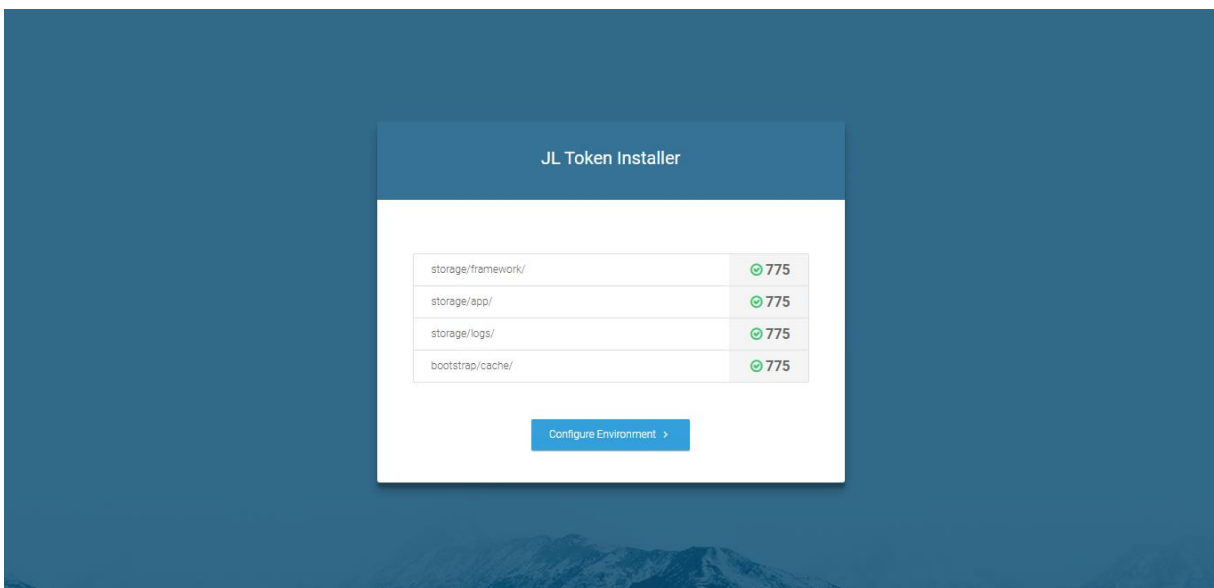 JL Token Installer
storage/framework/ 775
storage/app/ 775
storage/logs/ 775
bootstrap/cache/ 775
Configure Environment